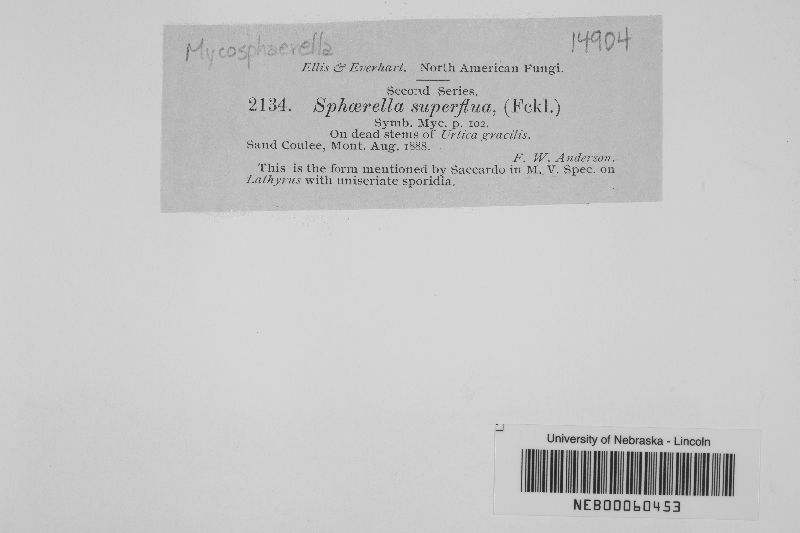 Mycosphaerella
14904
Ellis & Everhart. North American Fungi.
Second Series.
2134. Sphœrella superflua, (Fckl.)
Symb. Myc. p. 102.
On dead stems of Urtica gracilis.
Sand Coulee, Mont. Aug. 1888.
F. W. Anderson.
This is the form mentioned by Saccardo in M. V. Spec. on
Lathyrus with uniseriate sporidia.
University of Nebraska - Lincoln
NEB00060453